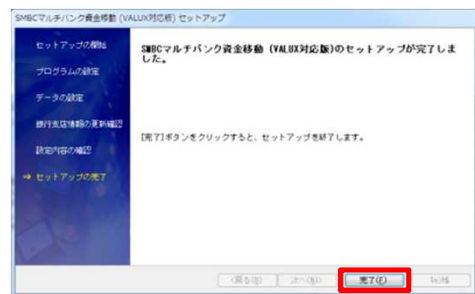 SMBCマルチバンク資金移動 (VALUX対応版) セットアップ
セットアップの開始
プログラムの設定
データの設定
銀行支店情報の更新確認
設定内容の確認
⇒ セットアップの完了
SMBCマルチバンク資金移動 (VALUX対応版)のセットアップが完了しま
した。
[完了]ボタンをクリックすると、セットアップを終了します。
<戻る(B) 次へ(N)> 完了(F) キャンセル